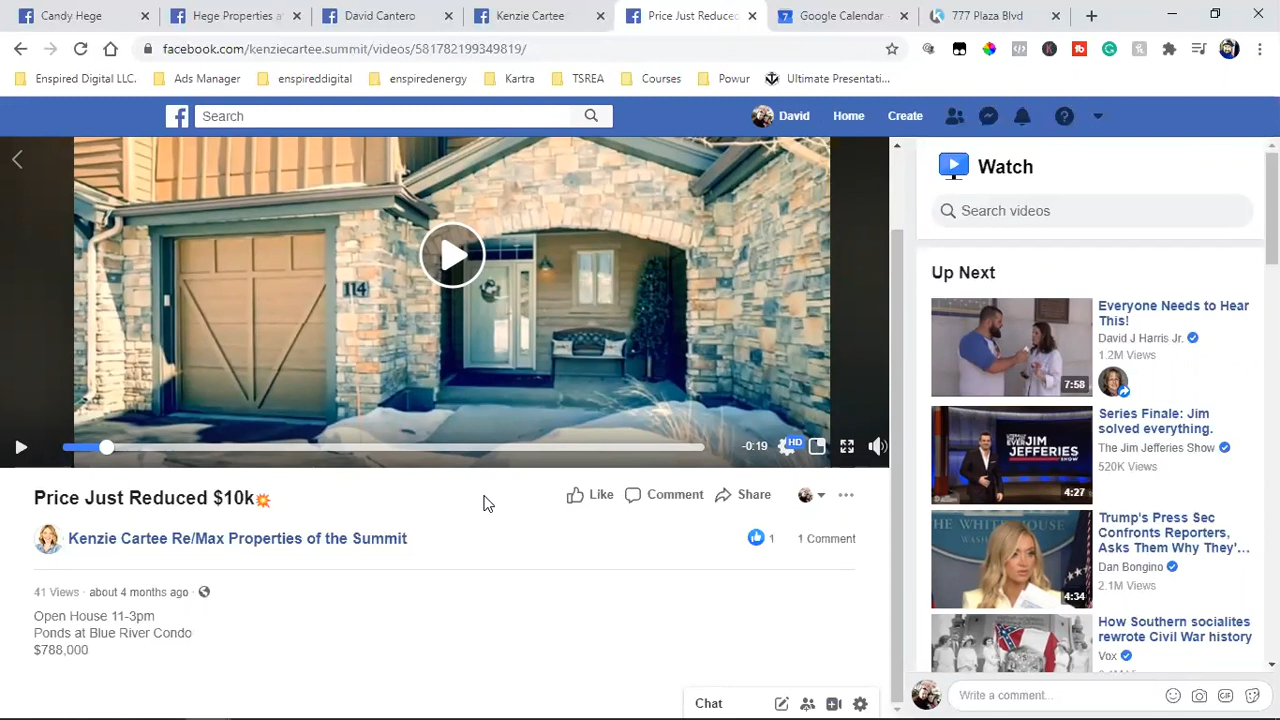 Candy Hege
Hege Properties a
David Cantero
Kenzie Cartee
Price Just Reduced
Google Calendar -
777 Plaza Blvd
facebook.com/kenziecartee.summit/videos/581782199349819/
Enspired Digital LLC.
Ads Manager
enspireddigital
enspiredenergy
Kartra
TSREA
Courses
Powur
Ultimate Presentati...
Search
David
Home
Create
114
-0:19
HD
Price Just Reduced $10k
Like
Comment
Share
Kenzie Cartee Re/Max Properties of the Summit
1
1 Comment
41 Views · about 4 months ago ·
Open House 11-3pm
Ponds at Blue River Condo
$788,000
Watch
Search videos
Up Next
7:58
Everyone Needs to Hear
This!
David J Harris Jr.
1.2M Views
JIM
JEFFERIES
4:27
Series Finale: Jim
solved everything.
The Jim Jefferies Show
520K Views
THE WHITE HOUSE
4:34
Trump's Press Sec
Confronts Reporters,
Asks Them Why They'...
Dan Bongino
2.1M Views
How Southern socialites
rewrote Civil War history
Vox
Chat
Write a comment...
GIF